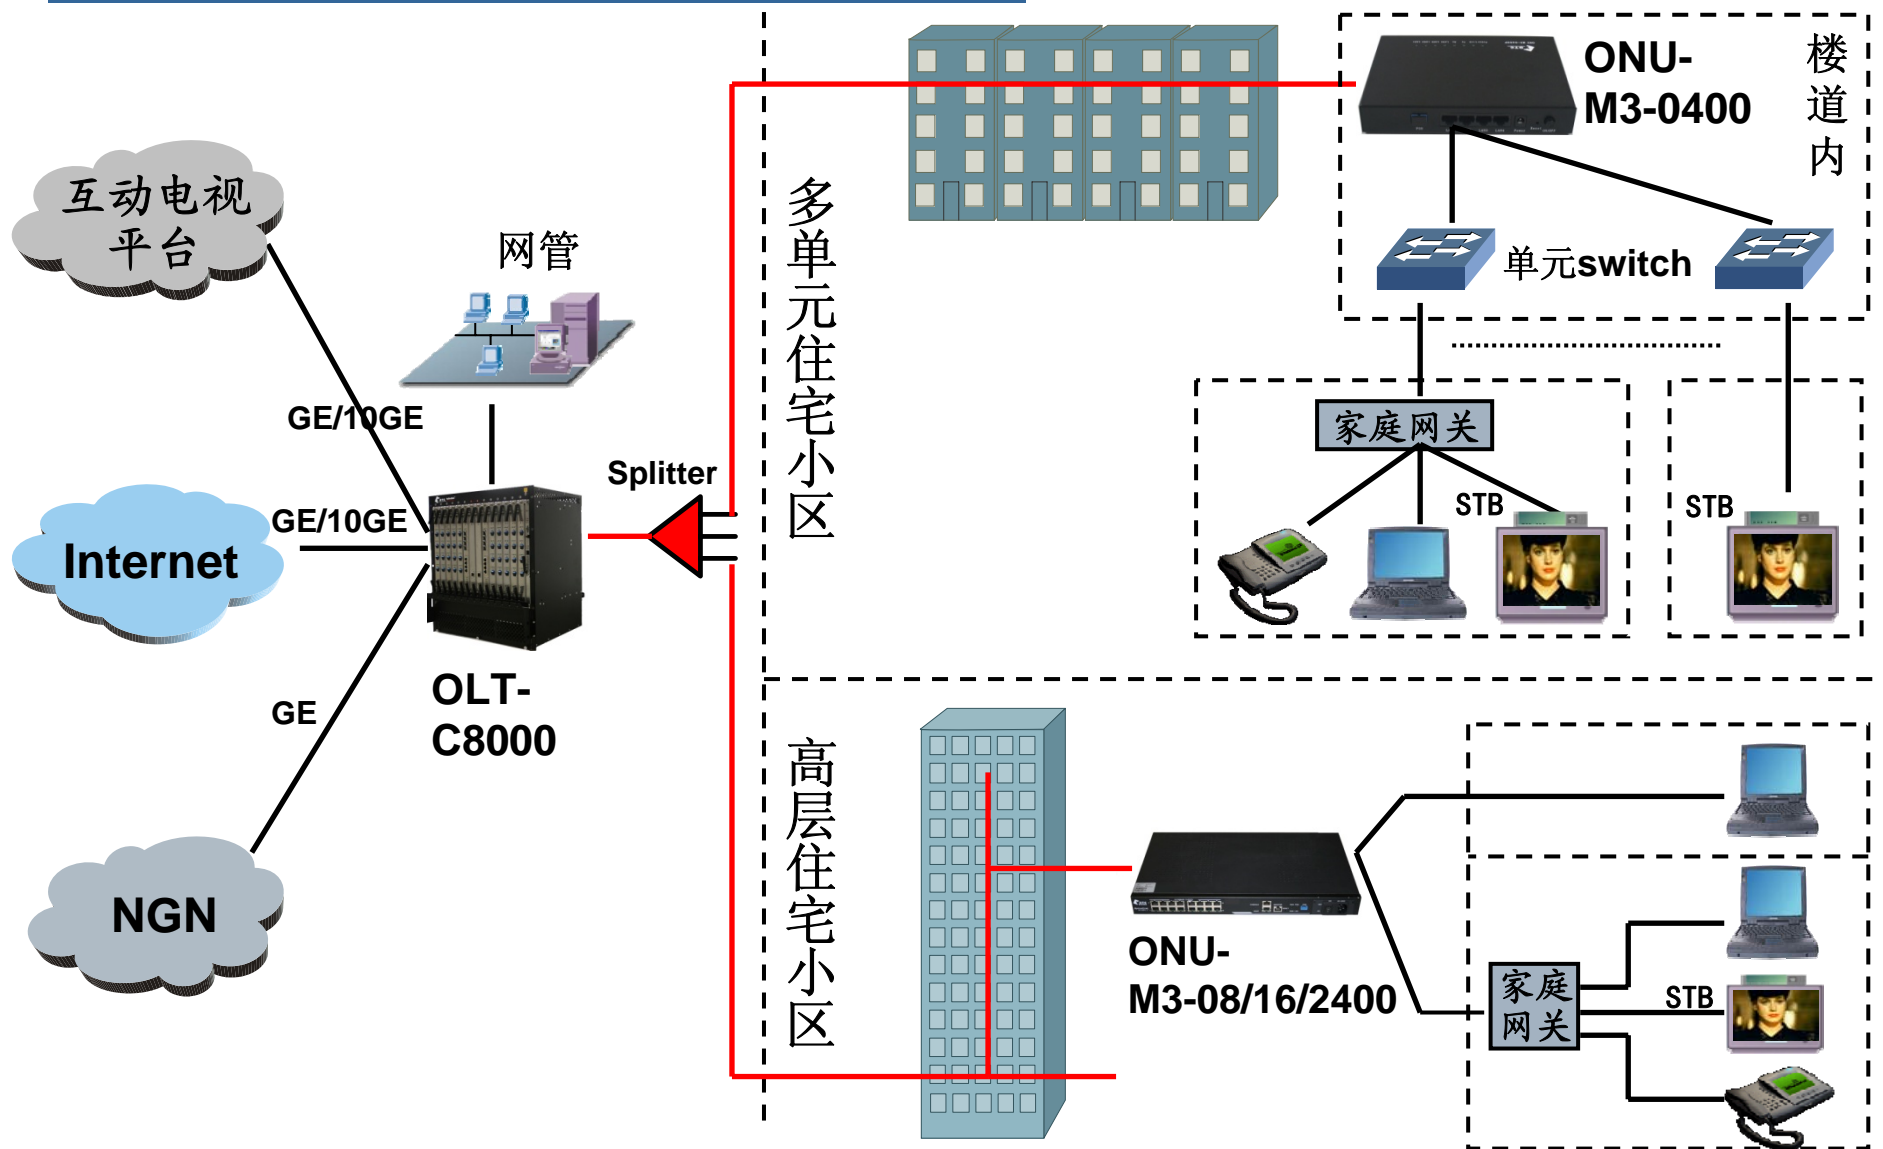 互动电视
平台
网管
GE/10GE
Internet
GE/10GE
GE
NGN
OLT-
C8000
Splitter
多单元住宅小区
ONU-
M3-0400
楼道内
单元switch
家庭网关
STB
STB
高层住宅小区
ONU-
M3-08/16/2400
家庭
网关
STB